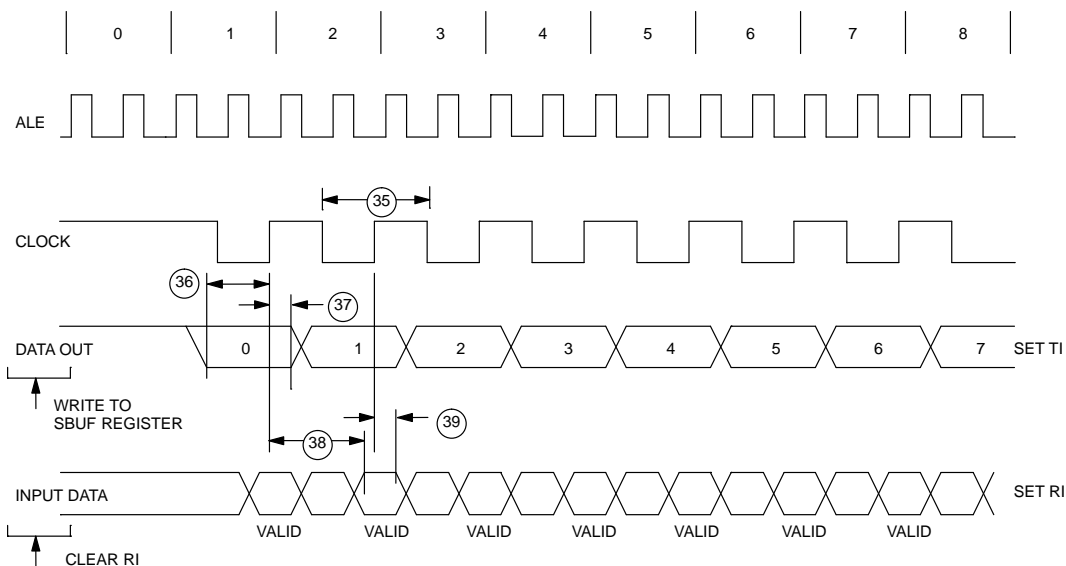 0 1 2 3 4 5 6 7 8
ALE
35
CLOCK
36
37
DATA OUT 0 1 2 3 4 5 6 7 SET TI
WRITE TO
SBUF REGISTER
39
38
INPUT DATA SET RI
VALID VALID VALID VALID VALID VALID VALID
CLEAR RI